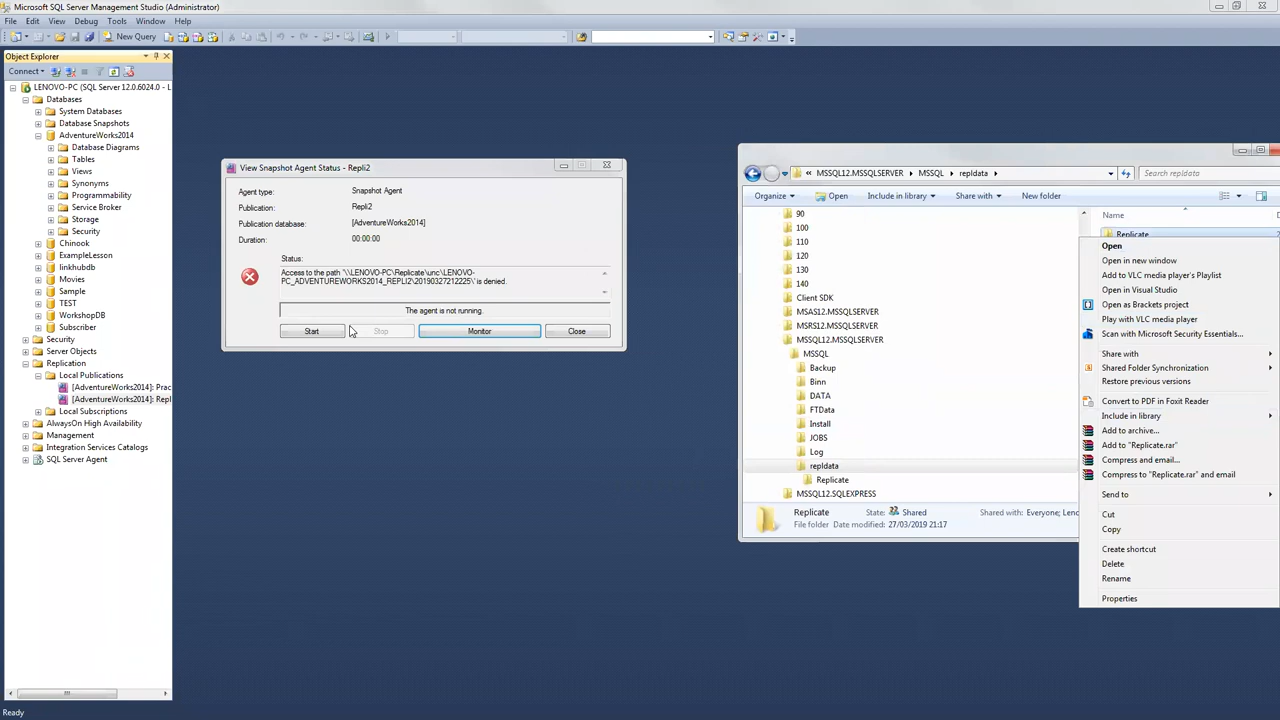 Microsoft SQL Server Management Studio (Administrator)
File Edit View Debug Tools Window Help
New Query
Object Explorer
Connect
LENOVO-PC (SQL Server 12.0.6024.0 - L
Databases
System Databases
Database Snapshots
AdventureWorks2014
Database Diagrams
Tables
Views
Synonyms
Programmability
Service Broker
Storage
Security
Chinook
ExampleLesson
linkhubdb
Movies
Sample
TEST
WorkshopDB
Subscriber
Security
Server Objects
Replication
Local Publications
[AdventureWorks2014]: Prac
[AdventureWorks2014]: Repl
Local Subscriptions
AlwaysOn High Availability
Management
Integration Services Catalogs
SQL Server Agent
Ready
View Snapshot Agent Status - Repli2
Agent type: Snapshot Agent
Publication: Repli2
Publication database: [AdventureWorks2014]
Duration: 00:00:00
Status:
Access to the path '\\LENOVO-PC\Replicate\unc\LENOVO-
PC_ADVENTUREWORKS2014_REPLI2\20190327212225\' is denied.
The agent is not running.
Start Stop Monitor Close
« MSSQL12.MSSQLSERVER MSSQL repldata
Search repldata
Organize Open Include in library Share with New folder
90
100
110
120
130
140
Client SDK
MSAS12.MSSQLSERVER
MSRS12.MSSQLSERVER
MSSQL12.MSSQLSERVER
MSSQL
Backup
Binn
DATA
FTData
Install
JOBS
Log
repldata
Replicate
MSSQL12.SQLEXPRESS
Name
Replicate
Replicate State: Shared Shared with: Everyone; Leno
File folder Date modified: 27/03/2019 21:17
Open
Open in new window
Add to VLC media player's Playlist
Open in Visual Studio
Open as Brackets project
Play with VLC media player
Scan with Microsoft Security Essentials...
Share with
Shared Folder Synchronization
Restore previous versions
Convert to PDF in Foxit Reader
Include in library
Add to archive...
Add to "Replicate.rar"
Compress and email...
Compress to "Replicate.rar" and email
Send to
Cut
Copy
Create shortcut
Delete
Rename
Properties